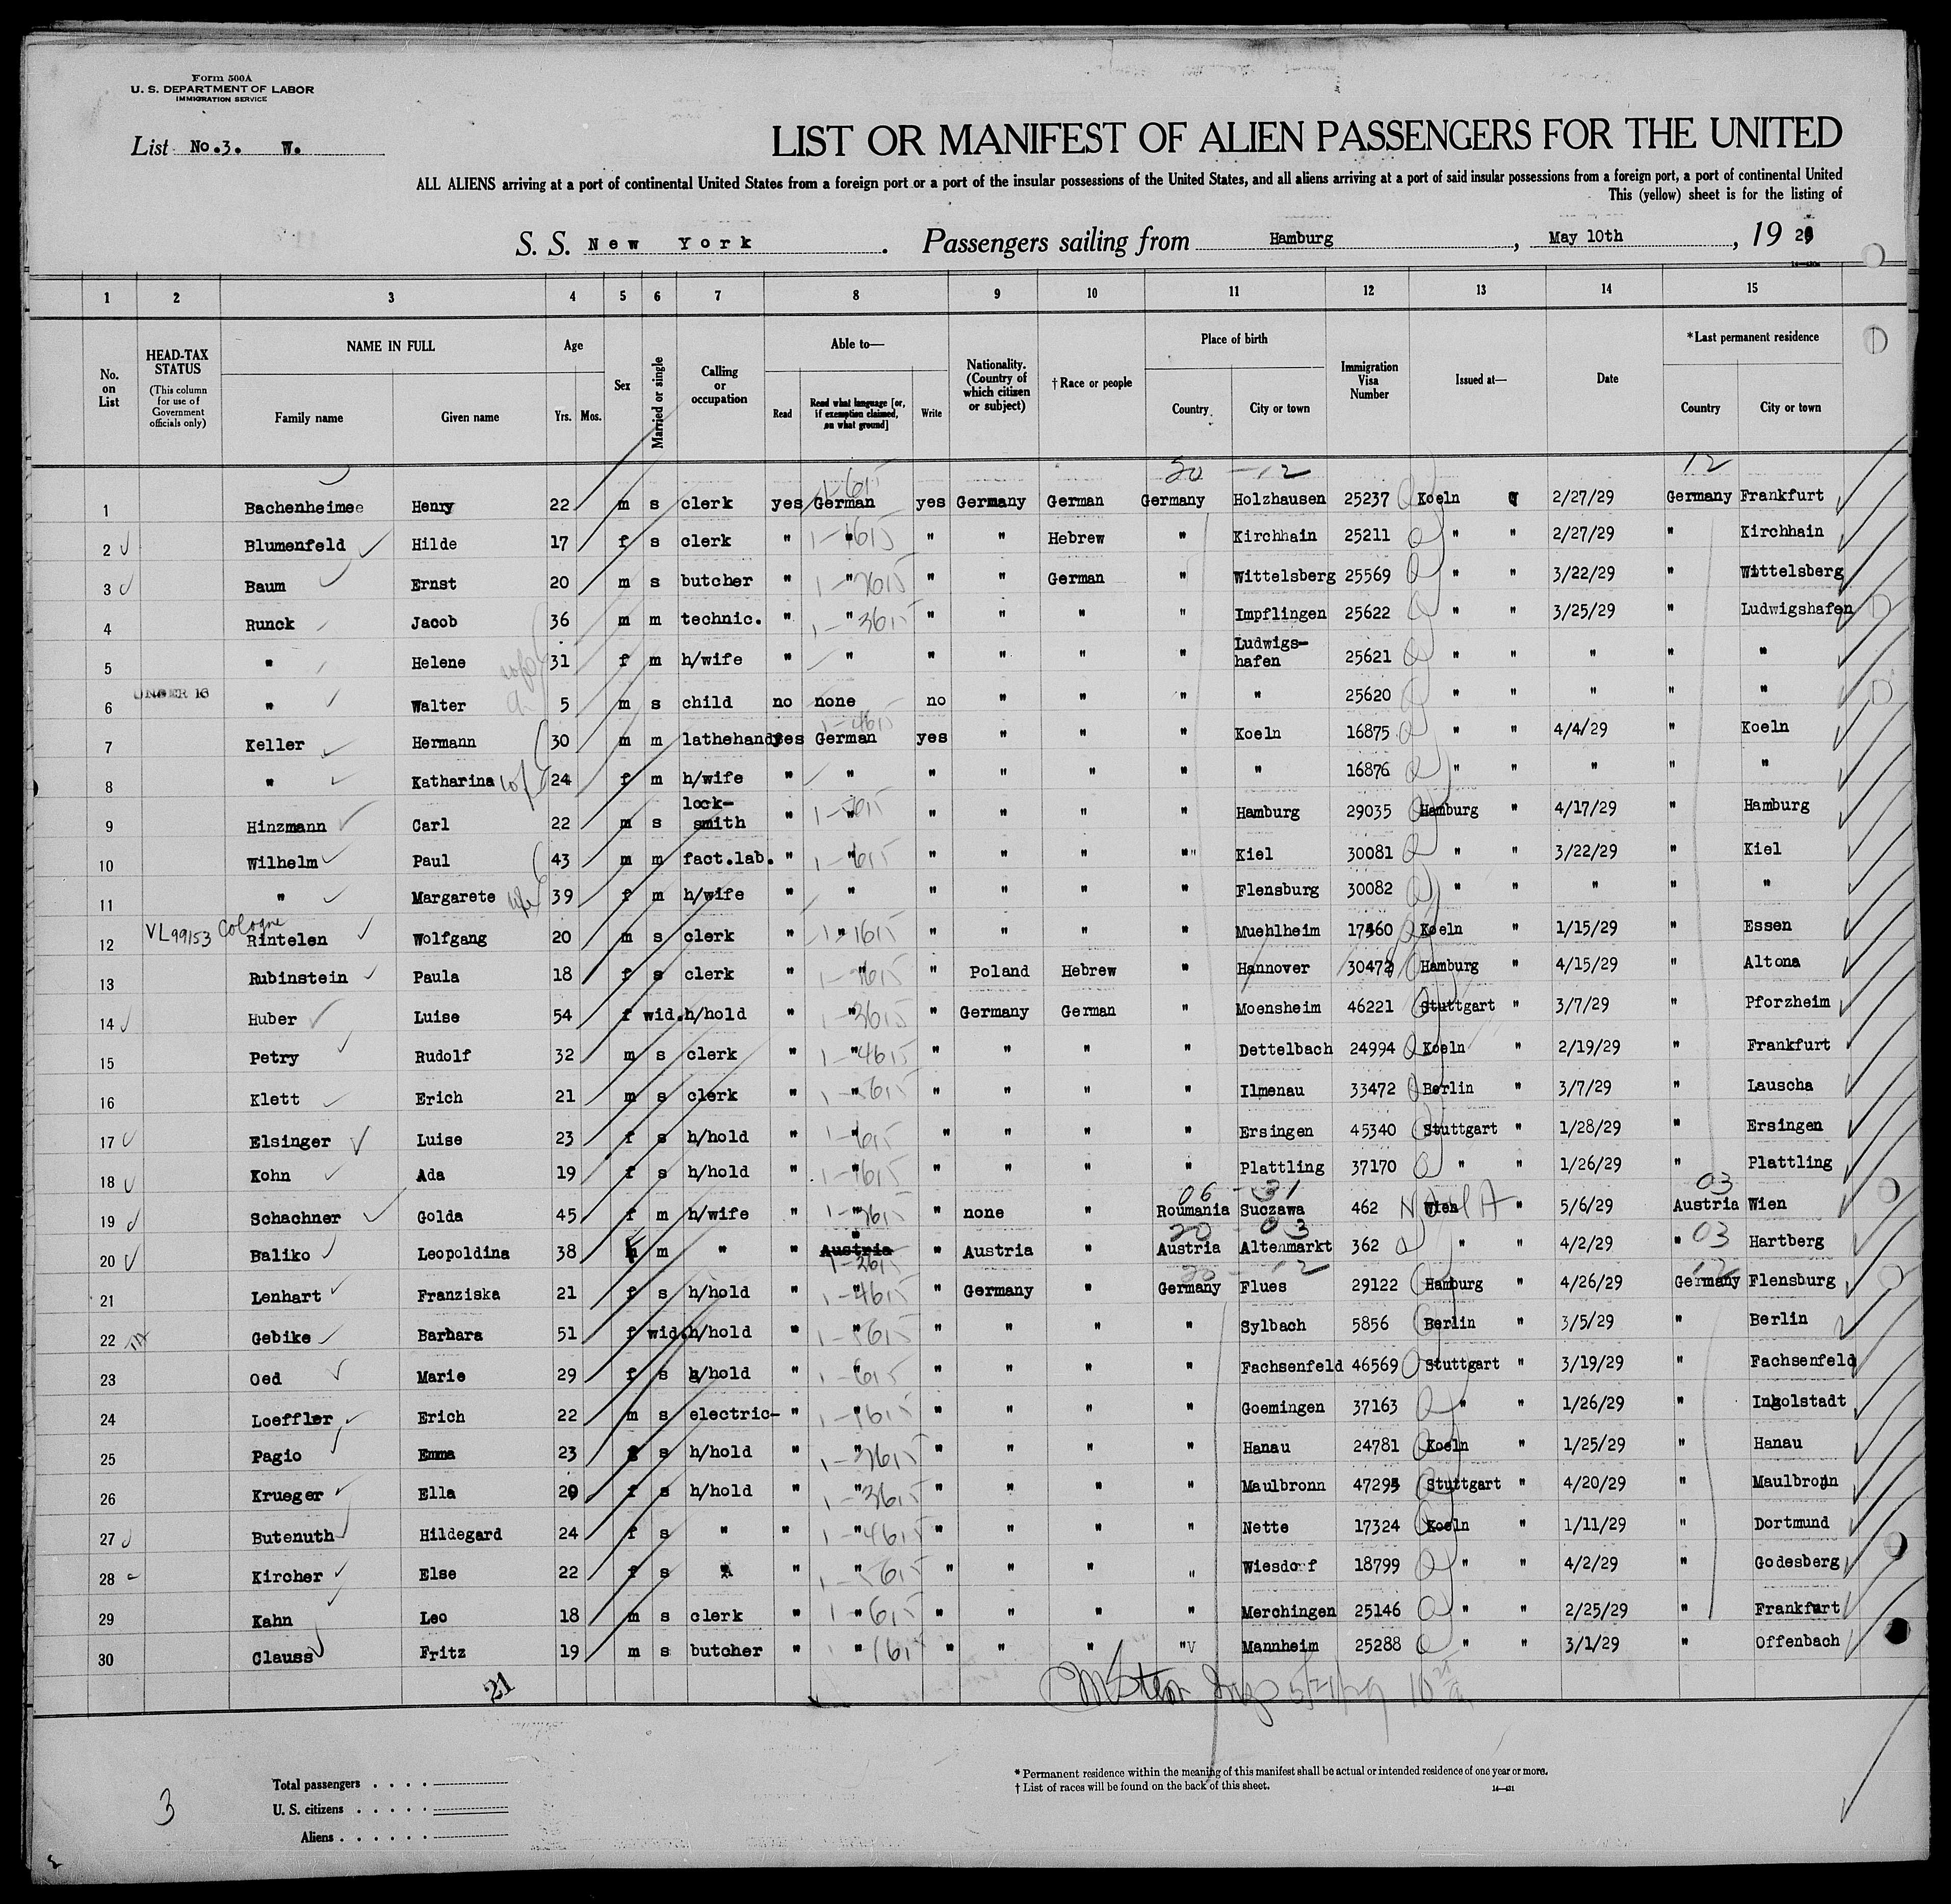 Form 500A
U. S. DEPARTMENT OF LABOR
IMMIGRATION SERVICE
List No.3. W.
LIST OR MANIFEST OF ALIEN PASSENGERS FOR THE UNITED
ALL ALIENS arriving at a port of continental United States from a foreign port or a port of the insular possessions of the United States, and all aliens arriving at a port of said insular possessions from a foreign port, a port of continental United
This (yellow) sheet is for the listing of
S. S. New York. Passengers sailing from Hamburg, May 10th, 1929
1 2 3 4 5 6 7 8 9 10 11 12 13 14 15
No. on List HEAD-TAX STATUS (This column for use of Government officials only) NAME IN FULL Family name Given name Age Yrs. Mos. Sex Married or single Calling or occupation Able to— Read Read what language [or, if exemption claimed, on what ground] Write Nationality. (Country of which citizen or subject) † Race or people Place of birth Country City or town Immigration Visa Number Issued at— Date *Last permanent residence Country City or town
20 - 12 12
1 Bachenheimee Henry 22 m s clerk yes German yes Germany German Germany Holzhausen 25237 Koeln 2/27/29 Germany Frankfurt
2 Blumenfeld Hilde 17 f s clerk " " " " Hebrew " Kirchhain 25211 " " 2/27/29 " Kirchhain
3 Baum Ernst 20 m s butcher " " " " German " Wittelsberg 25569 " " 3/22/29 " Wittelsberg
4 Runck Jacob 36 m m technic. " " " " " " Impflingen 25622 " " 3/25/29 " Ludwigshafen
5 " Helene wife 31 f m h/wife " " " " " " Ludwigs-hafen 25621 " " " " "
UNDER 16
6 " Walter 5 m s child no none no " " " " 25620 " " " " "
7 Keller Hermann 30 m m lathehand yes German yes " " " Koeln 16875 " " 4/4/29 " Koeln
8 " Katharina wife 24 f m h/wife " " " " " " " 16876 " " " " "
9 Hinzmann Carl 22 m s lock-smith " " " " " " Hamburg 29035 Hamburg " 4/17/29 " Hamburg
10 Wilhelm Paul 43 m m fact.lab. " " " " " " Kiel 30081 " " 3/22/29 " Kiel
11 " Margarete wife 39 f m h/wife " " " " " " Flensburg 30082 " " " " "
VL99153 Cologne
12 Rintelen Wolfgang 20 m s clerk " " " " " " Muehlheim 17460 Koeln " 1/15/29 " Essen
13 Rubinstein Paula 18 f s clerk " " " Poland Hebrew " Hannover 30472 Hamburg " 4/15/29 " Altona
14 Huber Luise 54 f wid. h/hold " " " Germany German " Moensheim 46221 Stuttgart " 3/7/29 " Pforzheim
15 Petry Rudolf 32 m s clerk " " " " " " Dettelbach 24994 Koeln " 2/19/29 " Frankfurt
16 Klett Erich 21 m s clerk " " " " " " Ilmenau 33472 Berlin " 3/7/29 " Lauscha
17 Elsinger Luise 23 f s h/hold " " " " " " Ersingen 45340 Stuttgart " 1/28/29 " Ersingen
18 Kohn Ada 19 f s h/hold " " " " " " Plattling 37170 " " 1/26/29 " Plattling
06 - 31 03
19 Schachner Golda 45 f m h/wife " " " none " Roumania Suczawa 462 Wien " 5/6/29 Austria Wien
20 - 03
20 Baliko Leopoldina 38 f m " " Austria " Austria " Austria Altenmarkt 362 " " 4/2/29 " 03 Hartberg
20 - 12 12
21 Lenhart Franziska 21 f s h/hold " " " Germany " Germany Flues 29122 Hamburg " 4/26/29 Germany Flensburg
22 Gebike Barbara 51 f wid. h/hold " " " " " " Sylbach 5856 Berlin " 3/5/29 " Berlin
23 Oed Marie 29 f s h/hold " " " " " " Fachsenfeld 46569 Stuttgart " 3/19/29 " Fachsenfeld
24 Loeffler Erich 22 m s electric- " " " " " " Goemingen 37163 " " 1/26/29 " Ingolstadt
25 Pagio Emma 23 f s h/hold " " " " " " Hanau 24781 Koeln " 1/25/29 " Hanau
26 Krueger Ella 20 f s h/hold " " " " " " Maulbronn 47295 Stuttgart " 4/20/29 " Maulbronn
27 Butenuth Hildegard 24 f s " " " " " " " Nette 17324 Koeln " 1/11/29 " Dortmund
28 Kircher Else 22 f s " " " " " " " Wiesdorf 18799 " " 4/2/29 " Godesberg
29 Kahn Leo 18 m s clerk " " " " " " Merchingen 25146 " " 2/25/29 " Frankfurt
30 Clauss Fritz 19 m s butcher " " " " " " Mannheim 25288 " " 3/1/29 " Offenbach
21
Total passengers
U. S. citizens
Aliens
3
* Permanent residence within the meaning of this manifest shall be actual or intended residence of one year or more.
† List of races will be found on the back of this sheet.
14—431